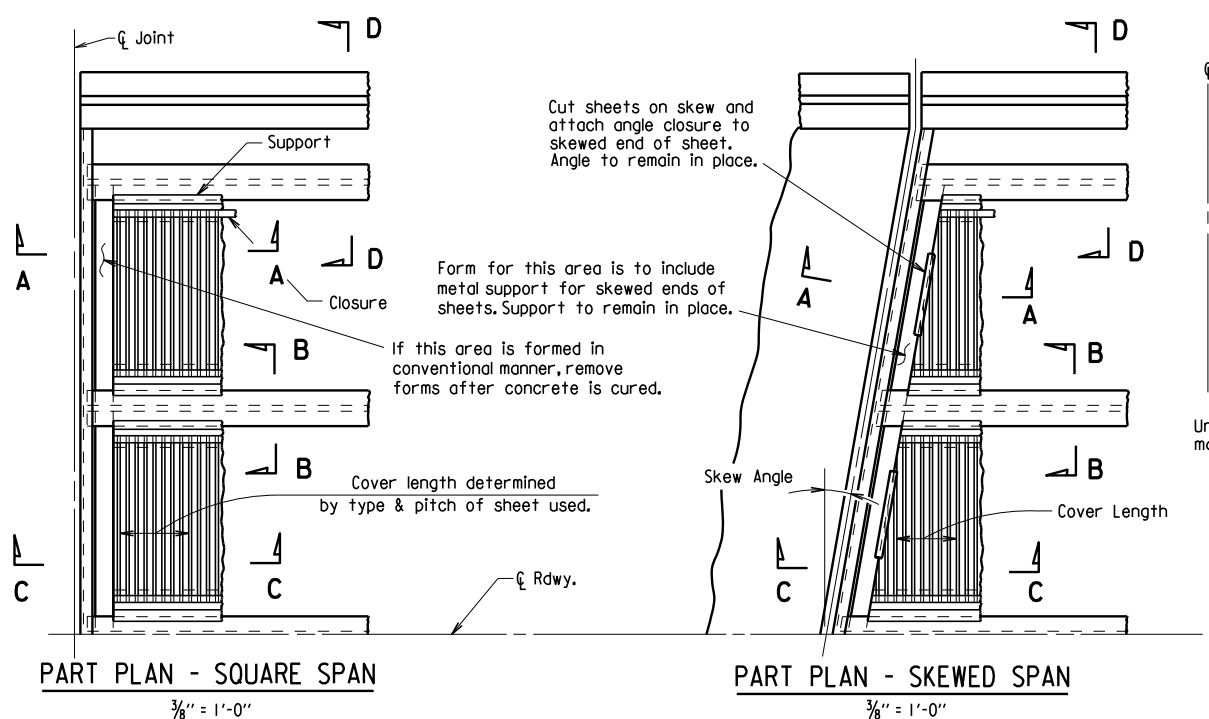 ℄ Joint
D
Support
A
A
D
Closure
If this area is formed in
conventional manner, remove
forms after concrete is cured.
B
B
Cover length determined
by type & pitch of sheet used.
C
C
℄ Rdwy.
PART PLAN - SQUARE SPAN
3/8" = 1'-0"
D
Cut sheets on skew and
attach angle closure to
skewed end of sheet.
Angle to remain in place.
D
A
A
Form for this area is to include
metal support for skewed ends of
sheets. Support to remain in place.
B
B
Skew Angle
Cover Length
C
C
PART PLAN - SKEWED SPAN
3/8" = 1'-0"